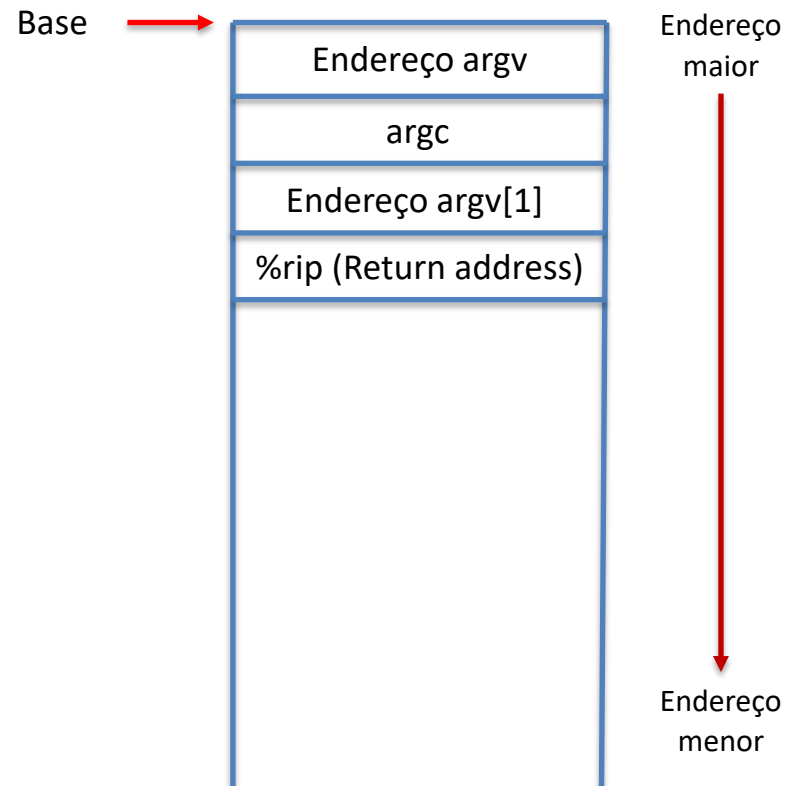 Base
Endereço
maior
Endereço argv
argc
Endereço argv[1]
%rip (Return address)
Endereço
menor